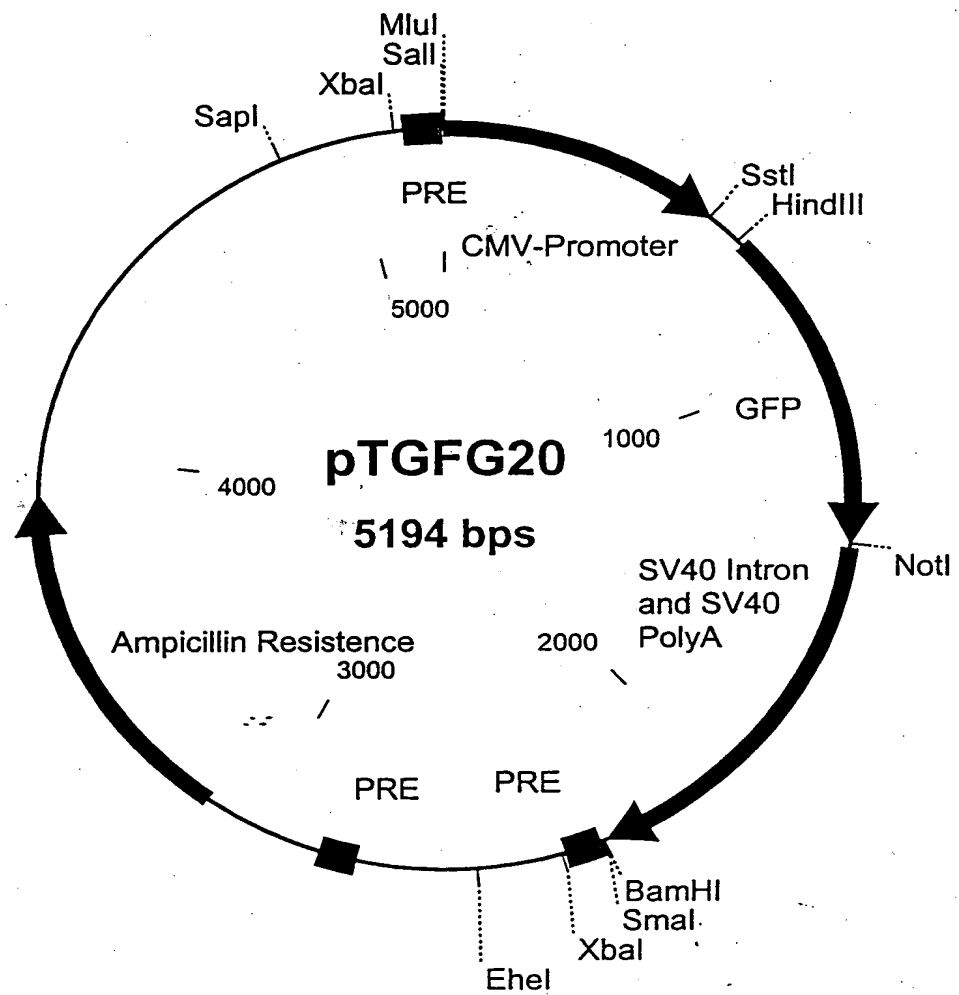 MluI
SalI
XbaI
SapI
PRE
SstI
HindIII
CMV-Promoter
5000
GFP
1000
pTGFG20
4000
5194 bps
NotI
SV40 Intron
and SV40
PolyA
Ampicillin Resistence
2000
3000
PRE
PRE
BamHI
SmaI
XbaI
EheI